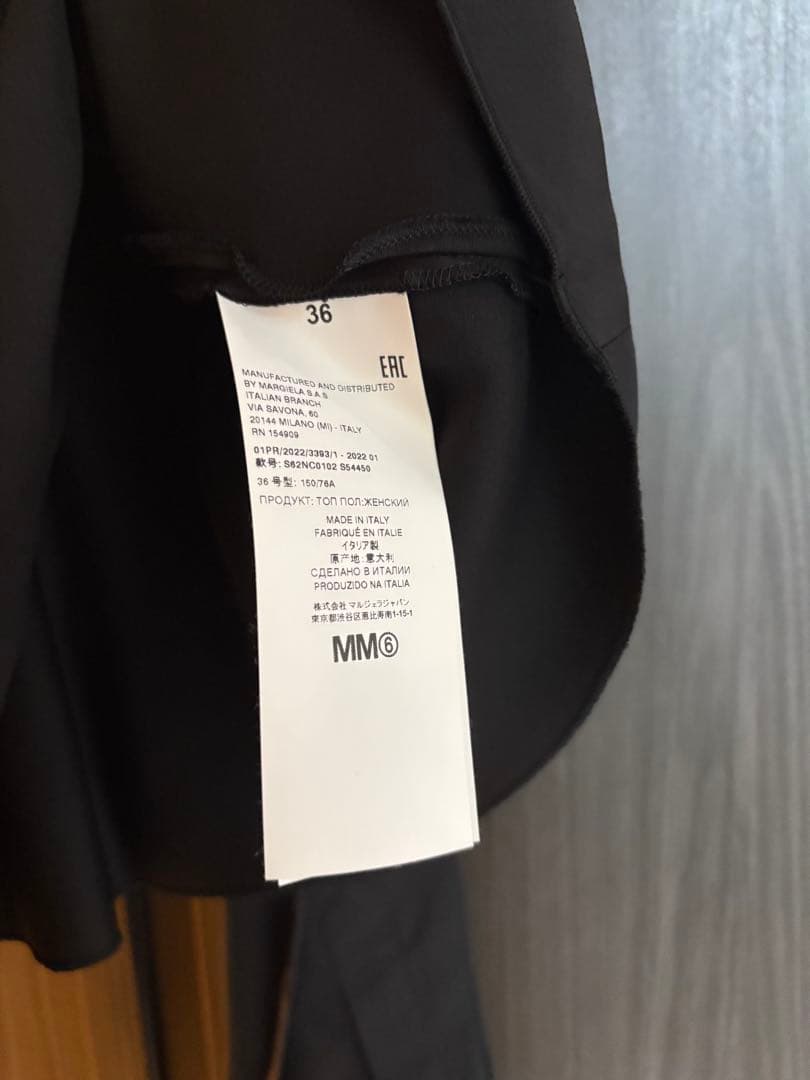 36
EAC
MANUFACTURED AND DISTRIBUTED
BY MARGIELA S.A.S
ITALIAN BRANCH
VIA SAVONA, 60
20144 MILANO (MI) - ITALY
RN 154909
01PR/2022/3393/1 - 2022 01
款号: S62NC0102 S54450
36 号型: 150/76A
ПРОДУКТ: ТОП ПОЛ:ЖЕНСКИЙ
MADE IN ITALY
FABRIQUÉ EN ITALIE
イタリア製
原产地: 意大利
СДЕЛАНО В ИТАЛИИ
PRODUZIDO NA ITALIA
株式会社 マルジェラジャパン
東京都渋谷区恵比寿南1-15-1
MM⑥